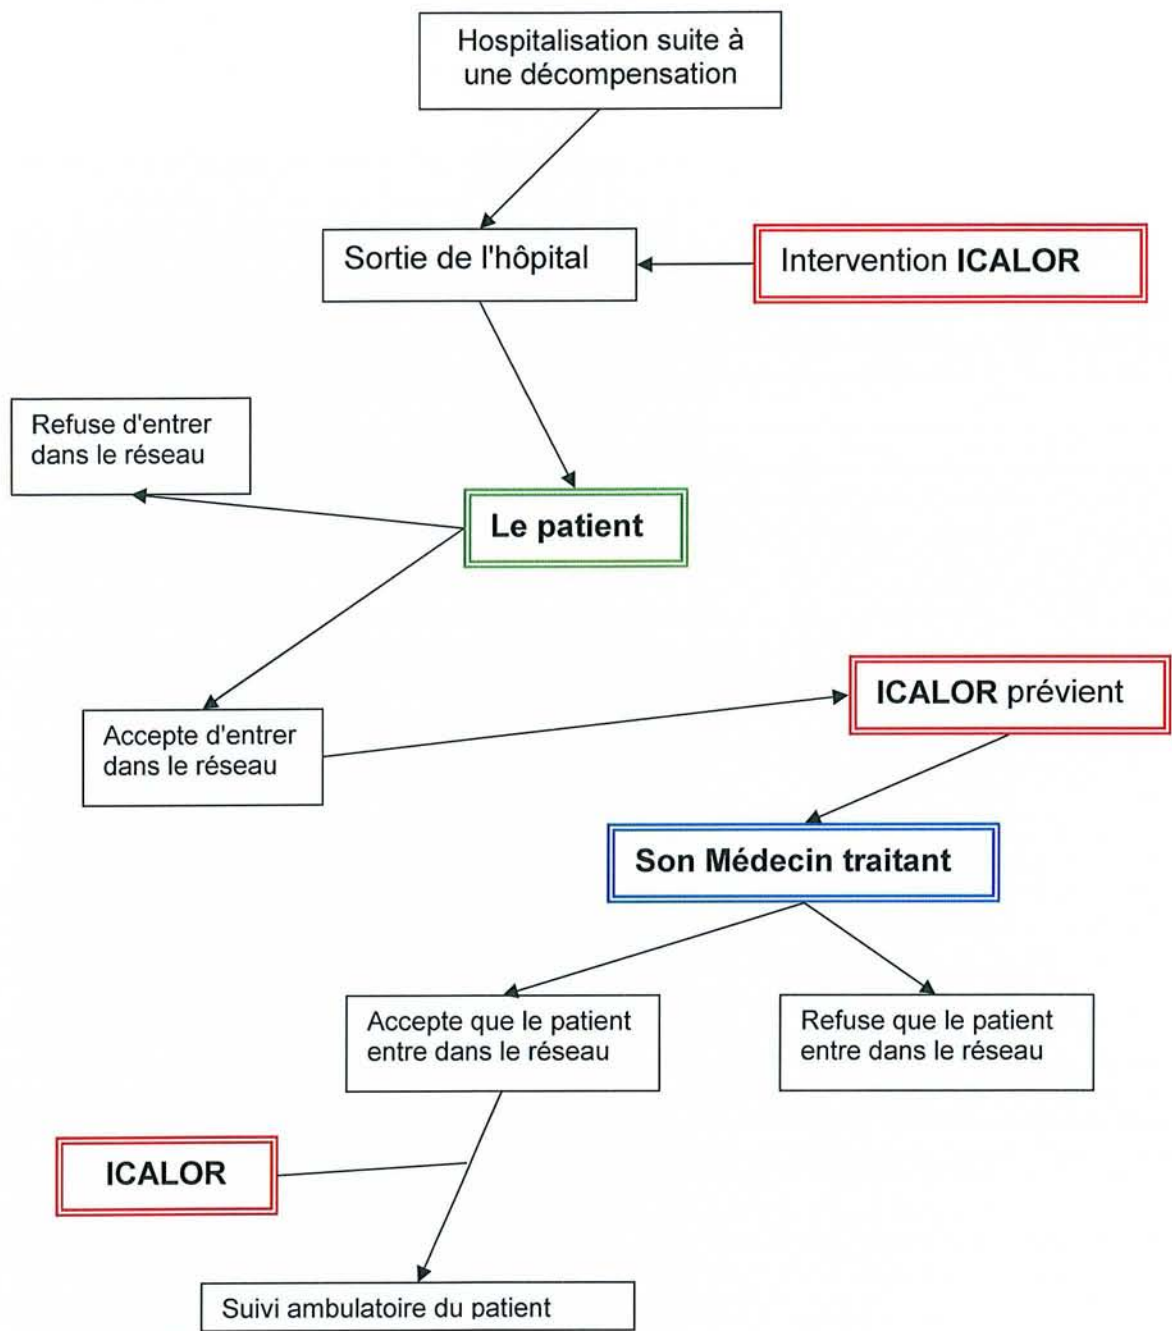 Hospitalisation suite à
une décompensation
Sortie de l'hôpital
Intervention ICALOR
Refuse d'entrer
dans le réseau
Le patient
ICALOR prévient
Accepte d'entrer
dans le réseau
Son Médecin traitant
Accepte que le patient
entre dans le réseau
Refuse que le patient
entre dans le réseau
ICALOR
Suivi ambulatoire du patient